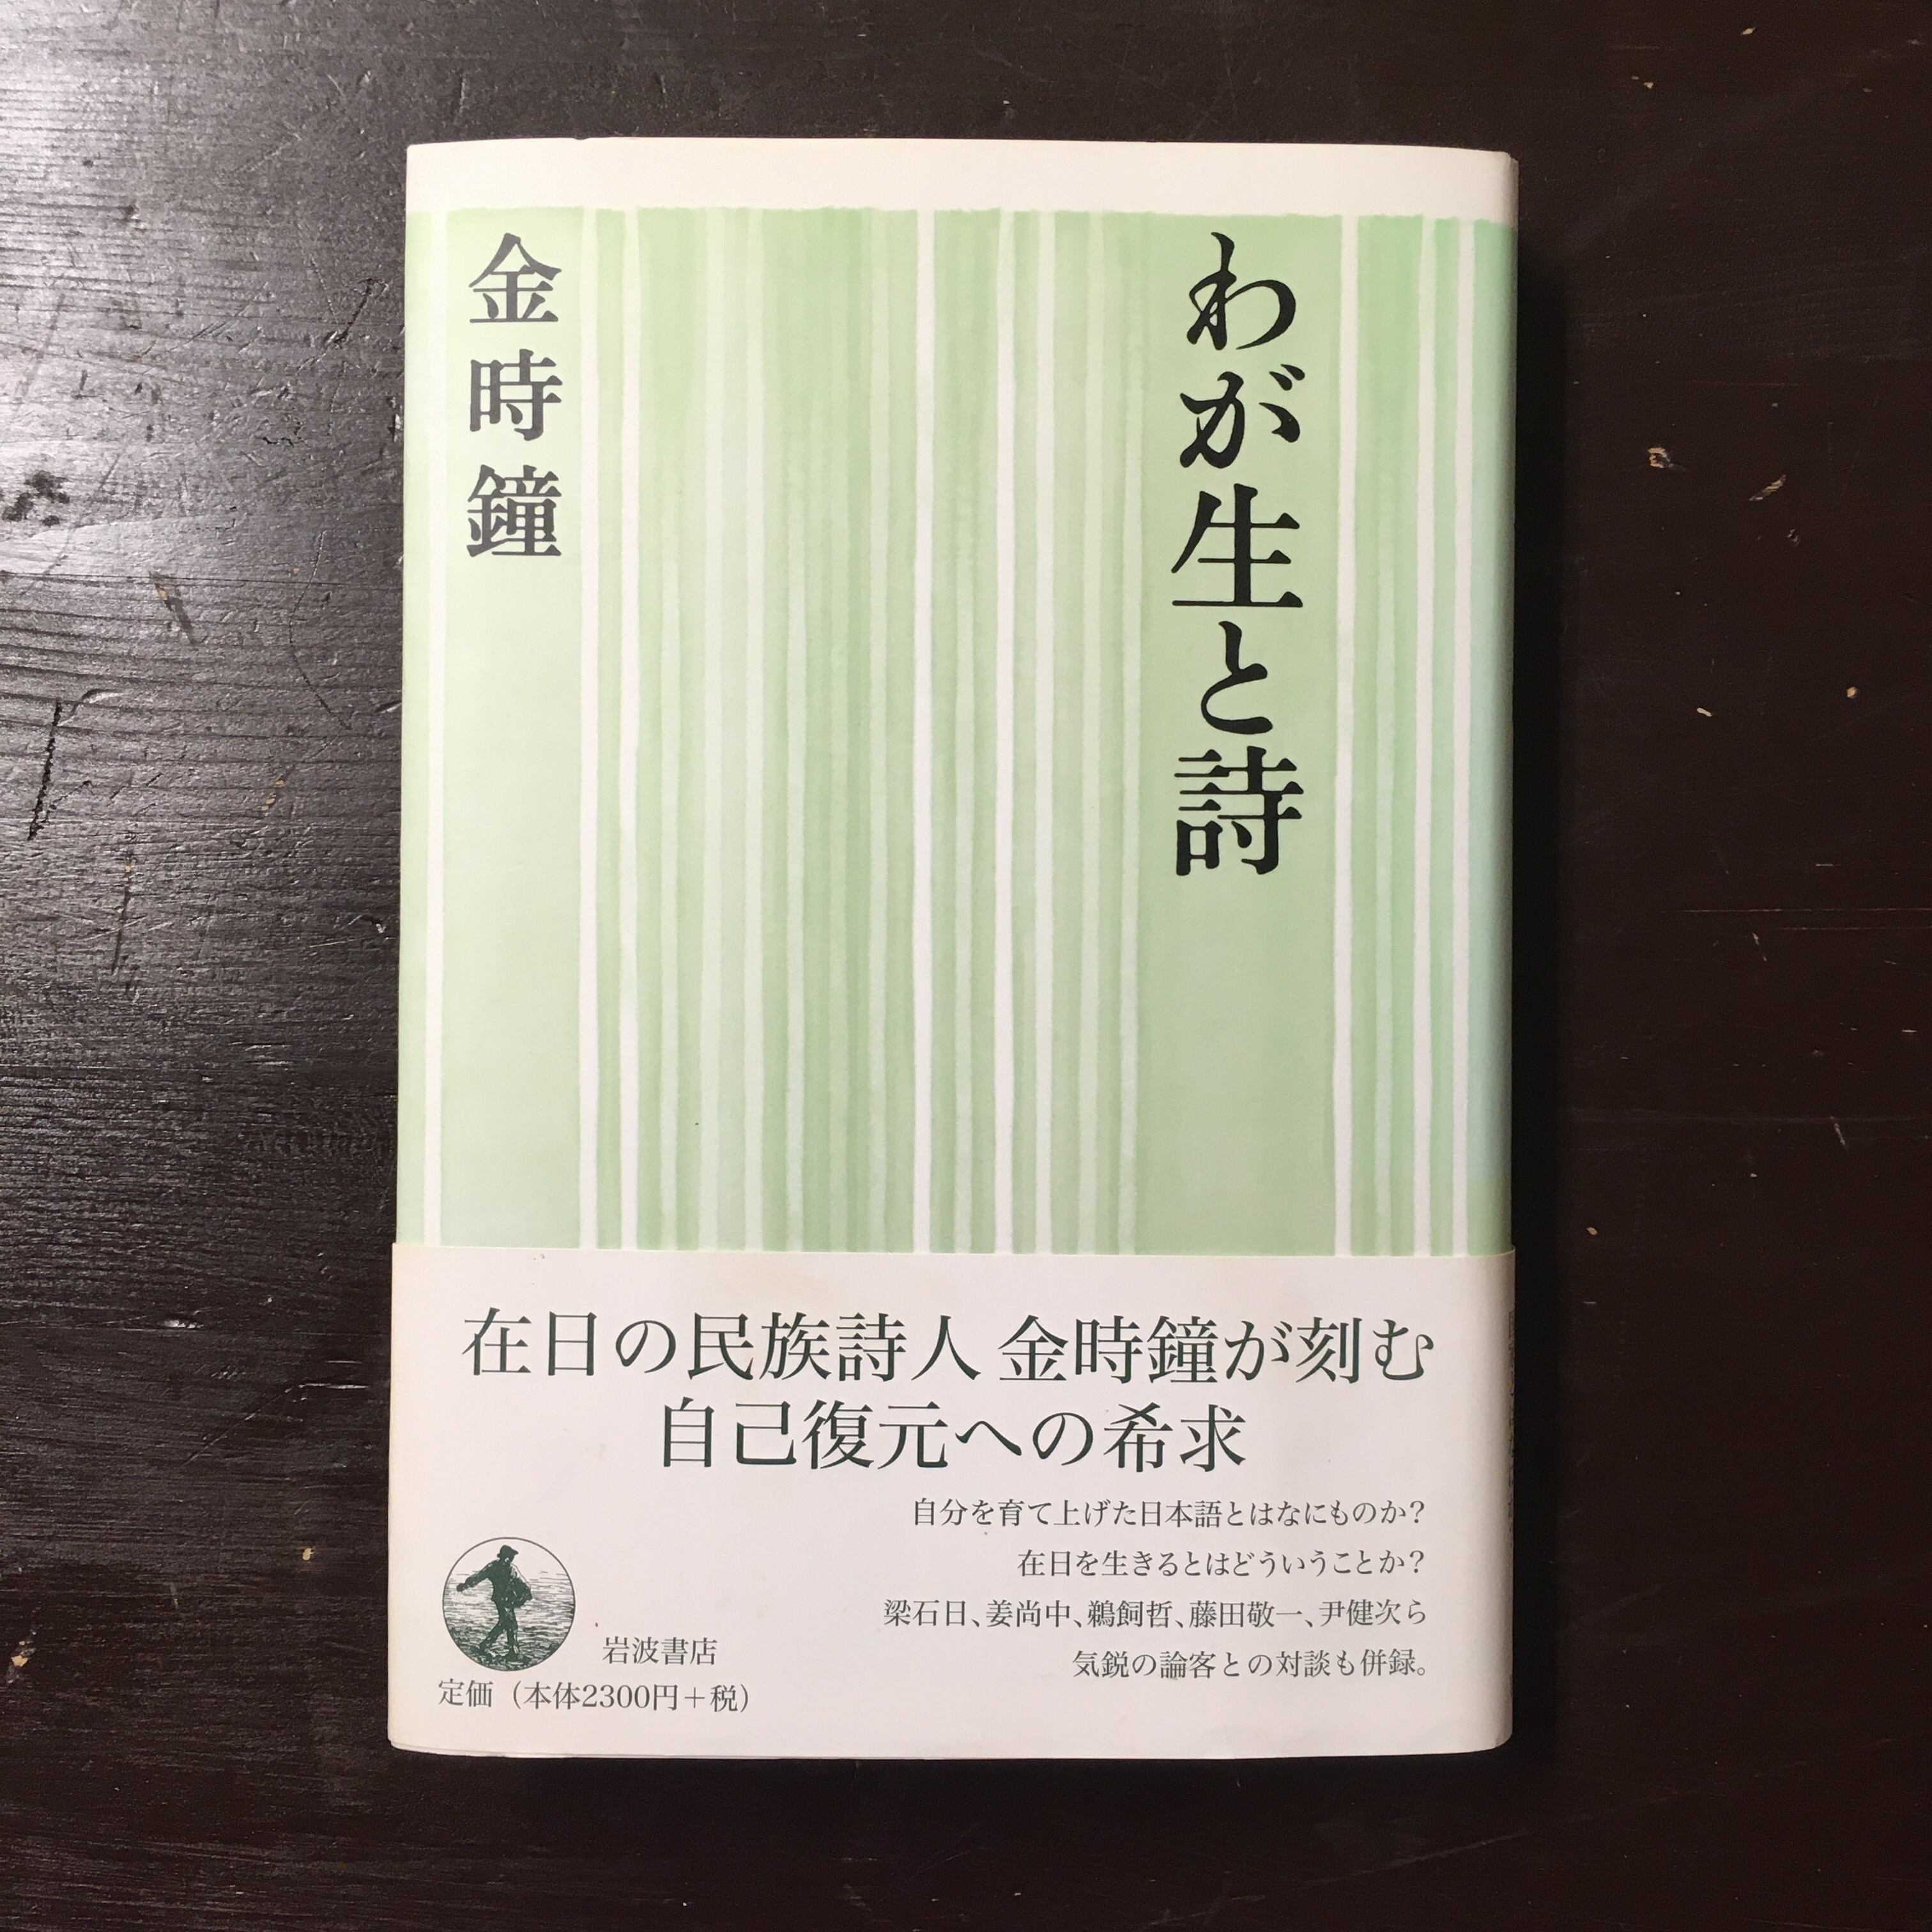 わが生と詩
金時鐘
在日の民族詩人 金時鐘が刻む
自己復元への希求
自分を育て上げた日本語とはなにものか？
在日を生きるとはどういうことか？
梁石日、姜尚中、鵜飼哲、藤田敬一、尹健次ら
気鋭の論客との対談も併録。
岩波書店
定価（本体2300円＋税）